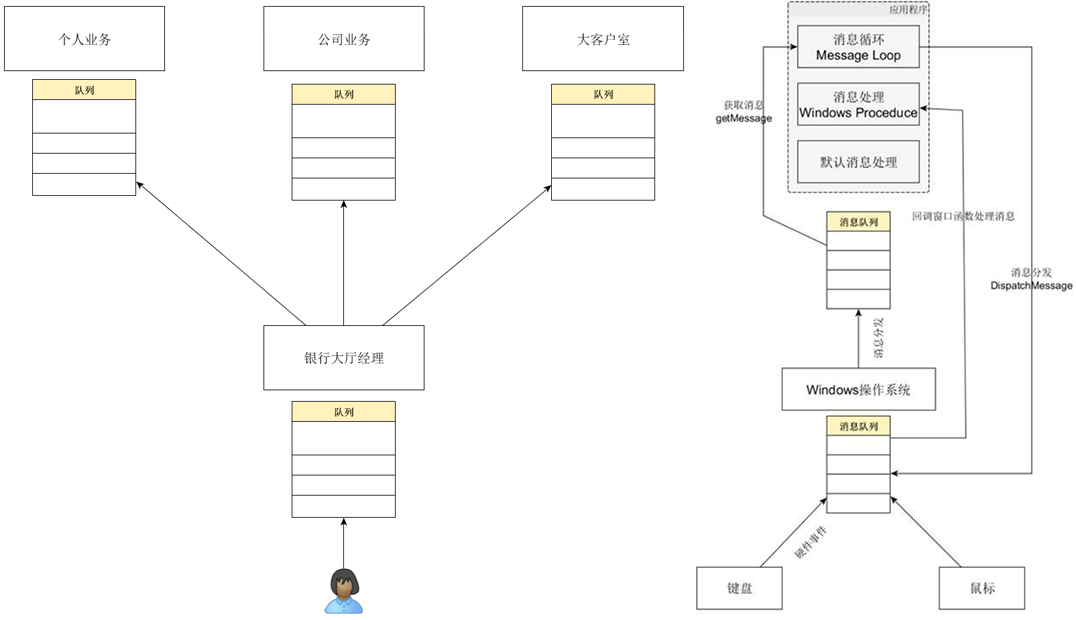 个人业务
公司业务
大客户室
队列
队列
队列
银行大厅经理
队列
应用程序
消息循环
Message Loop
消息处理
Windows Proceduce
默认消息处理
获取消息
getMessage
消息队列
回调窗口函数处理消息
消息分发
DispatchMessage
消息分发
Windows操作系统
消息队列
硬件事件
键盘
鼠标